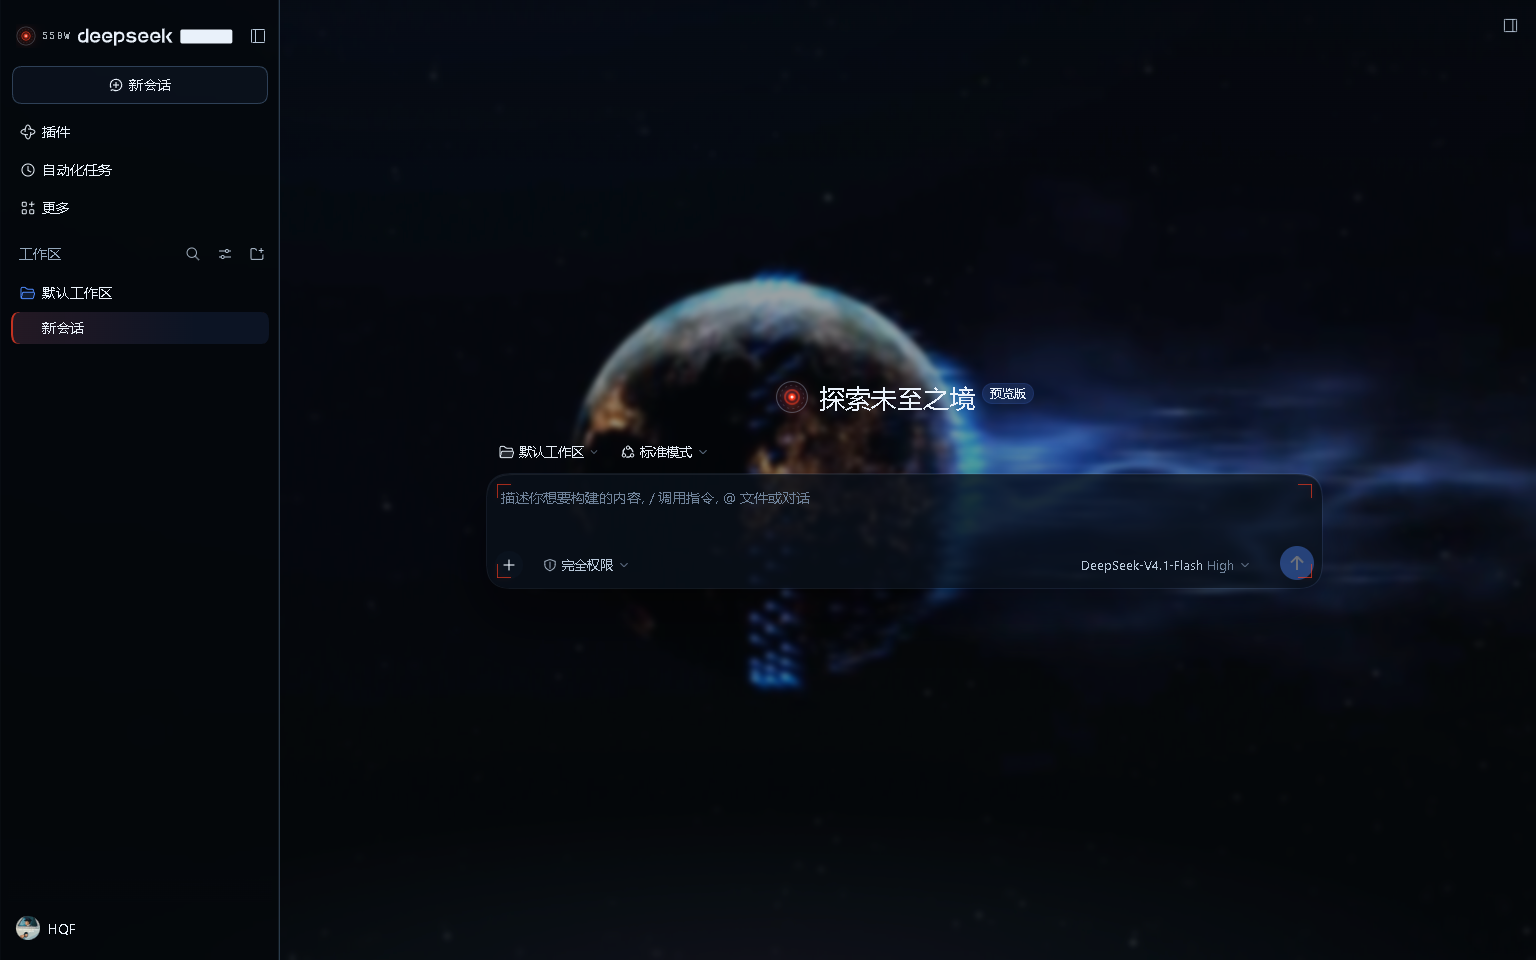 550W deepseek
新会话
插件
自动化任务
更多
工作区
默认工作区
新会话
探索未至之境 预览版
默认工作区 标准模式
描述你想要构建的内容, / 调用指令, @ 文件或对话
完全权限 DeepSeek-V4.1-Flash High
HQF